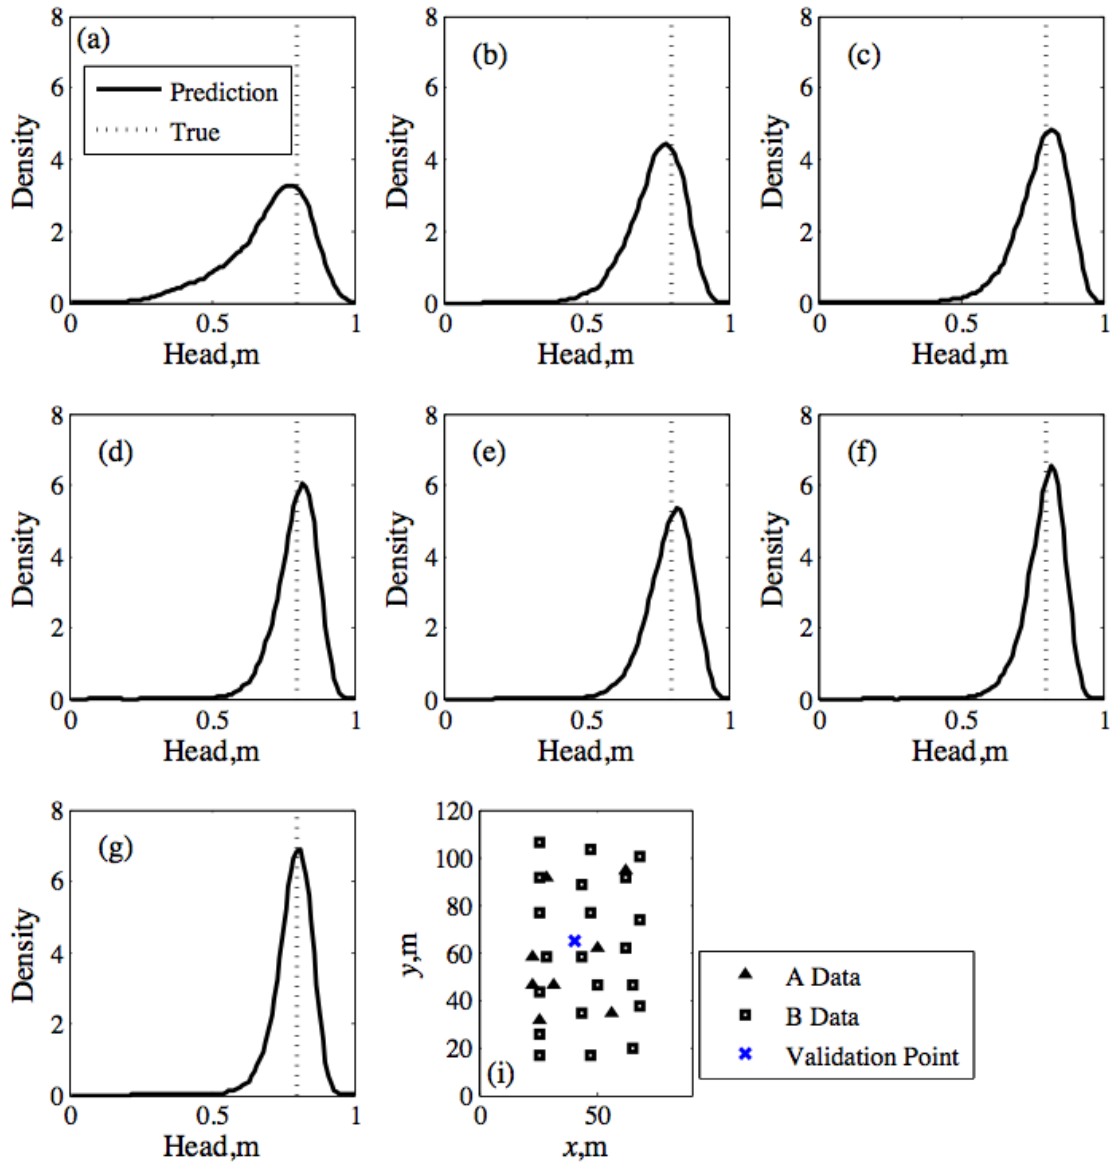 (a)
Prediction
True
8
6
4
2
0
Density
0 0.5 1
Head,m
(b)
8
6
4
2
0
Density
0 0.5 1
Head,m
(c)
8
6
4
2
0
Density
0 0.5 1
Head,m
(d)
8
6
4
2
0
Density
0 0.5 1
Head,m
(e)
8
6
4
2
0
Density
0 0.5 1
Head,m
(f)
8
6
4
2
0
Density
0 0.5 1
Head,m
(g)
8
6
4
2
0
Density
0 0.5 1
Head,m
120
100
80
60
40
20
0
y,m
(i)
0 50
x,m
A Data
B Data
Validation Point